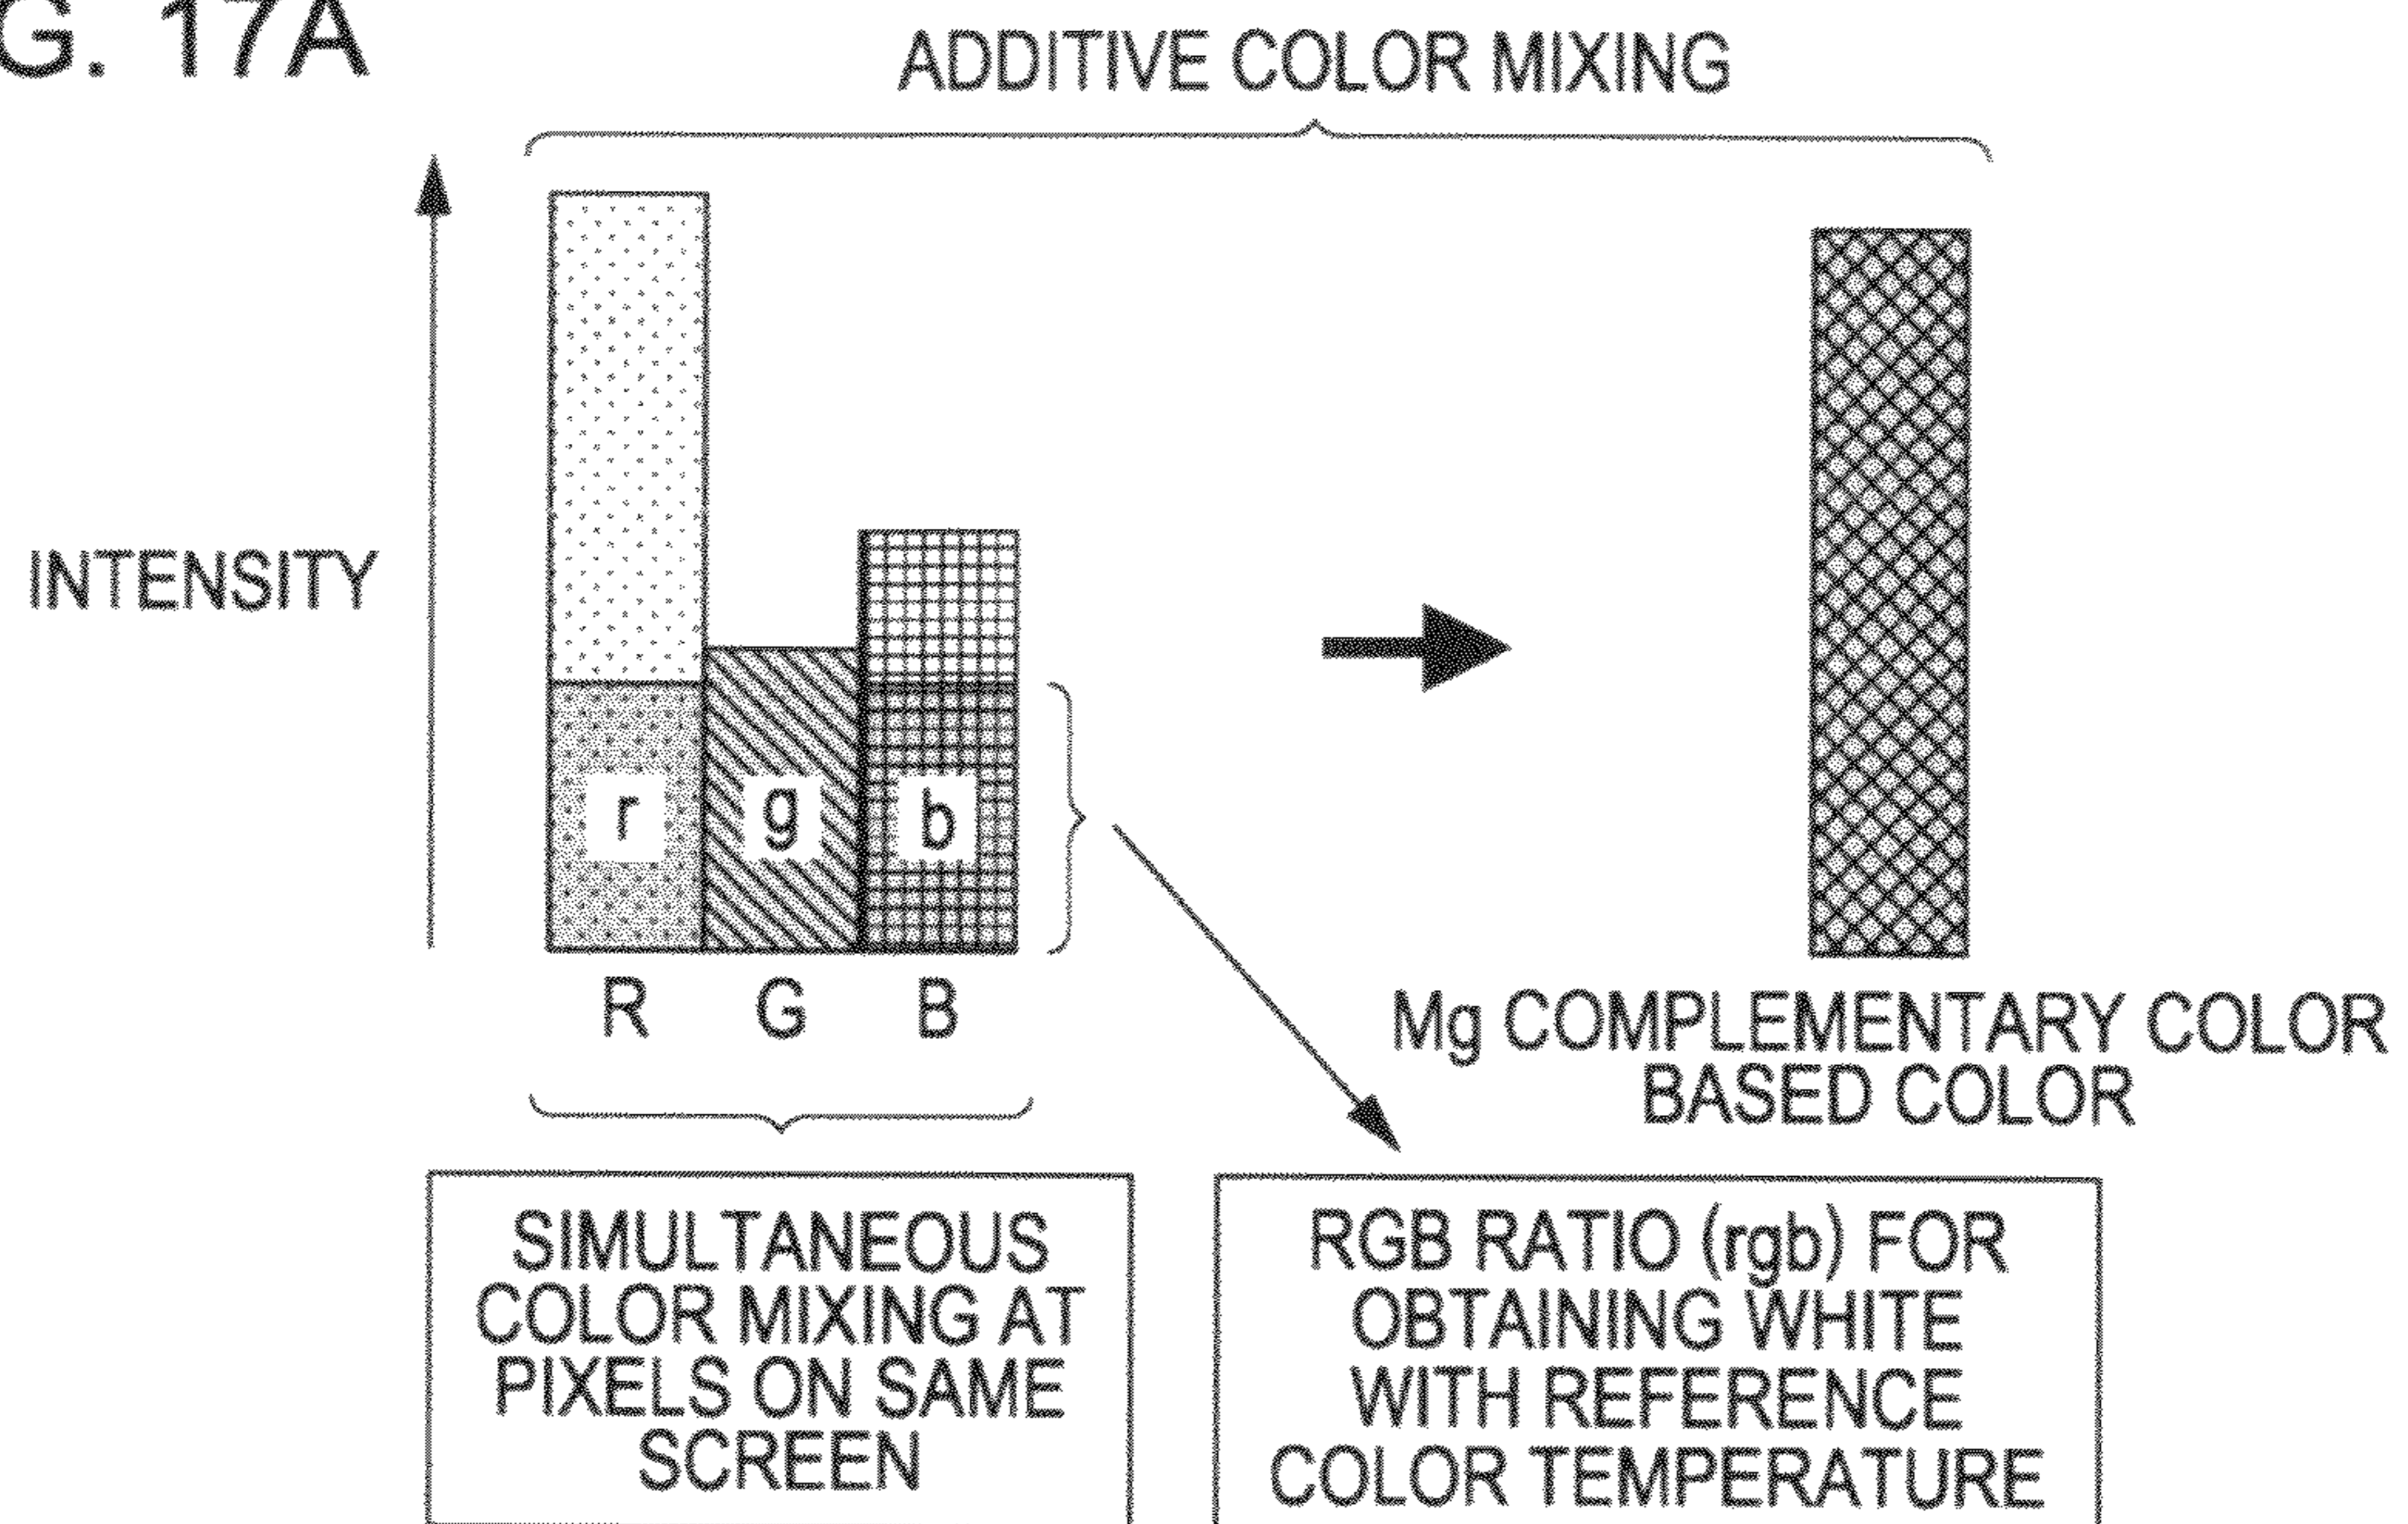 G. 17A
ADDITIVE COLOR MIXING
INTENSITY
r g b
R G B
Mg COMPLEMENTARY COLOR
BASED COLOR
SIMULTANEOUS
COLOR MIXING AT
PIXELS ON SAME
SCREEN
RGB RATIO (rgb) FOR
OBTAINING WHITE
WITH REFERENCE
COLOR TEMPERATURE